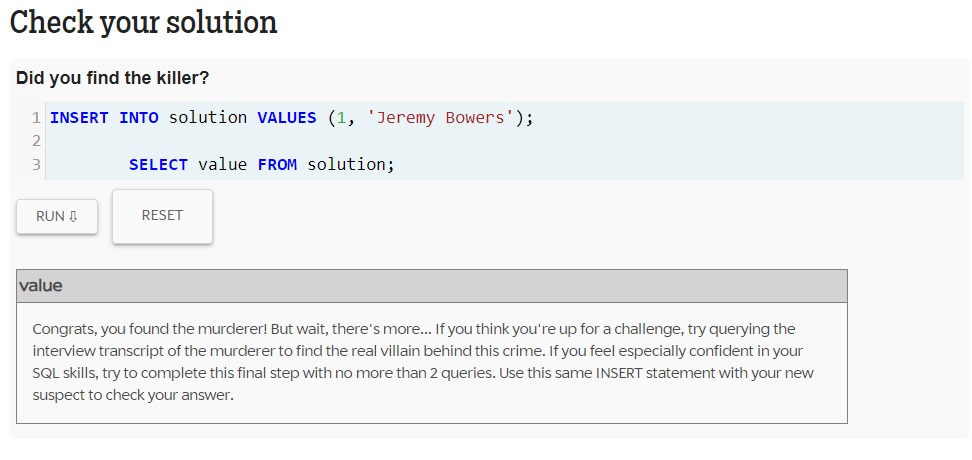 Check your solution
Did you find the killer?
1 INSERT INTO solution VALUES (1, 'Jeremy Bowers');
2
3 SELECT value FROM solution;
RUN ⇩
RESET
value
Congrats, you found the murderer! But wait, there's more... If you think you're up for a challenge, try querying the
interview transcript of the murderer to find the real villain behind this crime. If you feel especially confident in your
SQL skills, try to complete this final step with no more than 2 queries. Use this same INSERT statement with your new
suspect to check your answer.